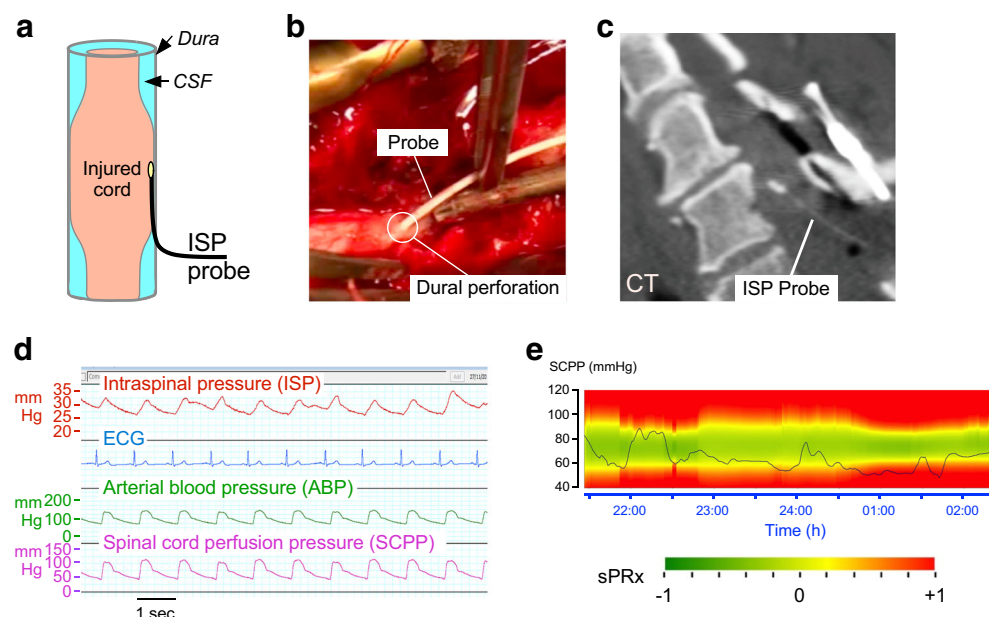 a
Dura
CSF
Injured
cord
ISP
probe
b
Probe
Dural perforation
c
CT
ISP Probe
d
Com
Add
Intraspinal pressure (ISP)
mm
Hg
35
30
25
20
ECG
Arterial blood pressure (ABP)
mm
Hg
200
100
0
Spinal cord perfusion pressure (SCPP)
mm
Hg
150
100
50
0
1 sec
e
SCPP (mmHg)
120
100
80
60
40
22:00
23:00
24:00
01:00
02:00
Time (h)
sPRx
-1
0
+1